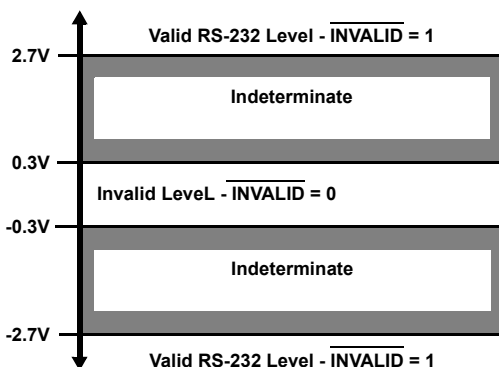 Valid RS-232 Level - INVALID = 1
2.7V
Indeterminate
0.3V
Invalid LeveL - INVALID = 0
-0.3V
Indeterminate
-2.7V
Valid RS-232 Level - INVALID = 1